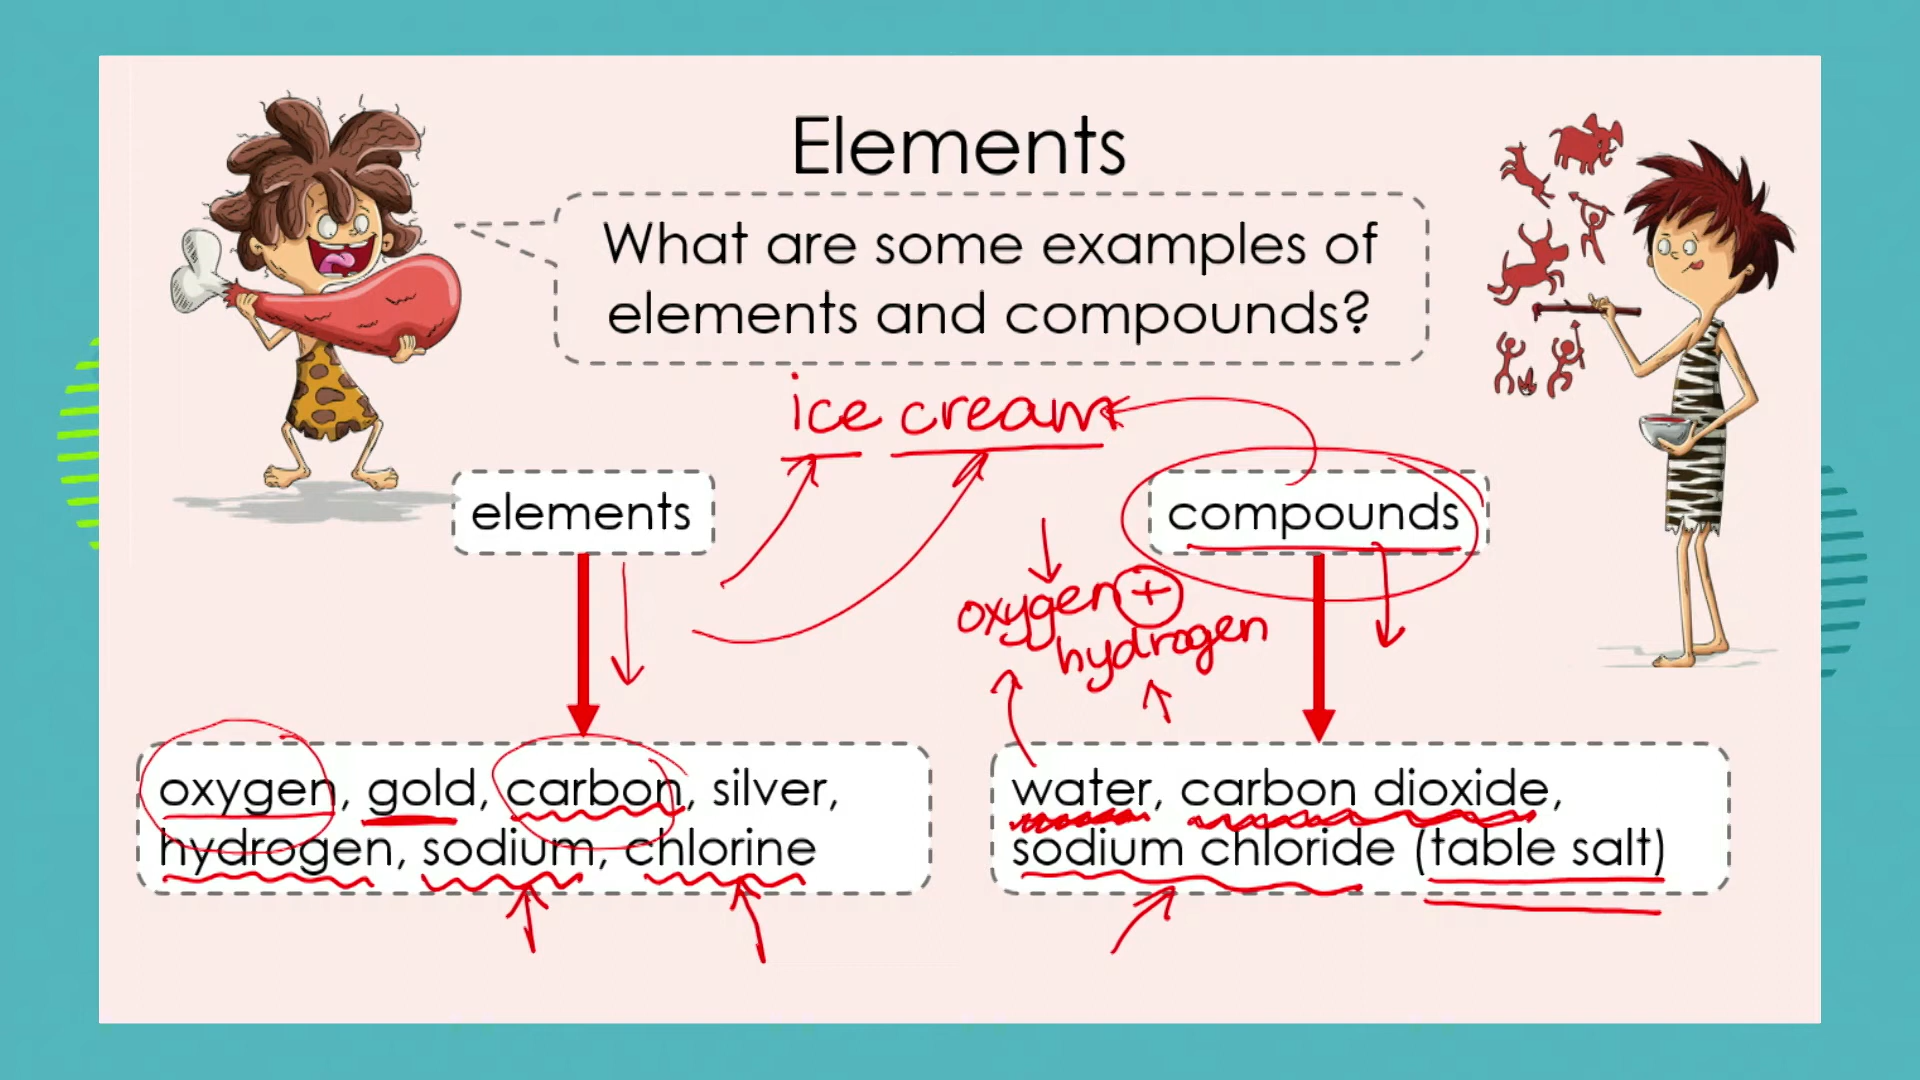 Elements
What are some examples of
elements and compounds?
ice cream
elements
compounds
oxygen +
hydrogen
oxygen, gold, carbon, silver,
hydrogen, sodium, chlorine
water, carbon dioxide,
sodium chloride (table salt)